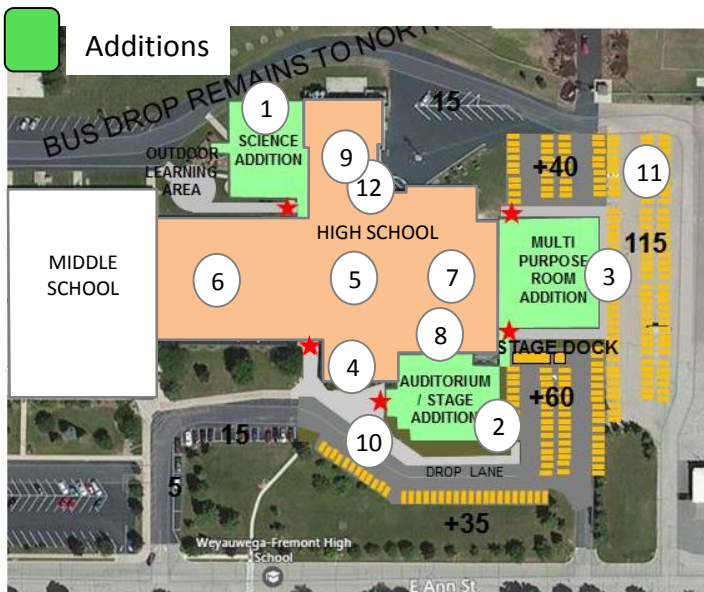 Additions
BUS DROP REMAINS TO NORT
15
1
SCIENCE
ADDITION
OUTDOOR
LEARNING
AREA
9
12
+40
11
HIGH SCHOOL
MIDDLE
SCHOOL
6
5
7
MULTI
PURPOSE
ROOM
ADDITION
3
115
8
STAGE DOCK
4
AUDITORIUM
/ STAGE
ADDITION
2
+60
10
15
5
DROP LANE
+35
Weyauwega-Fremont High
School
E Ann St